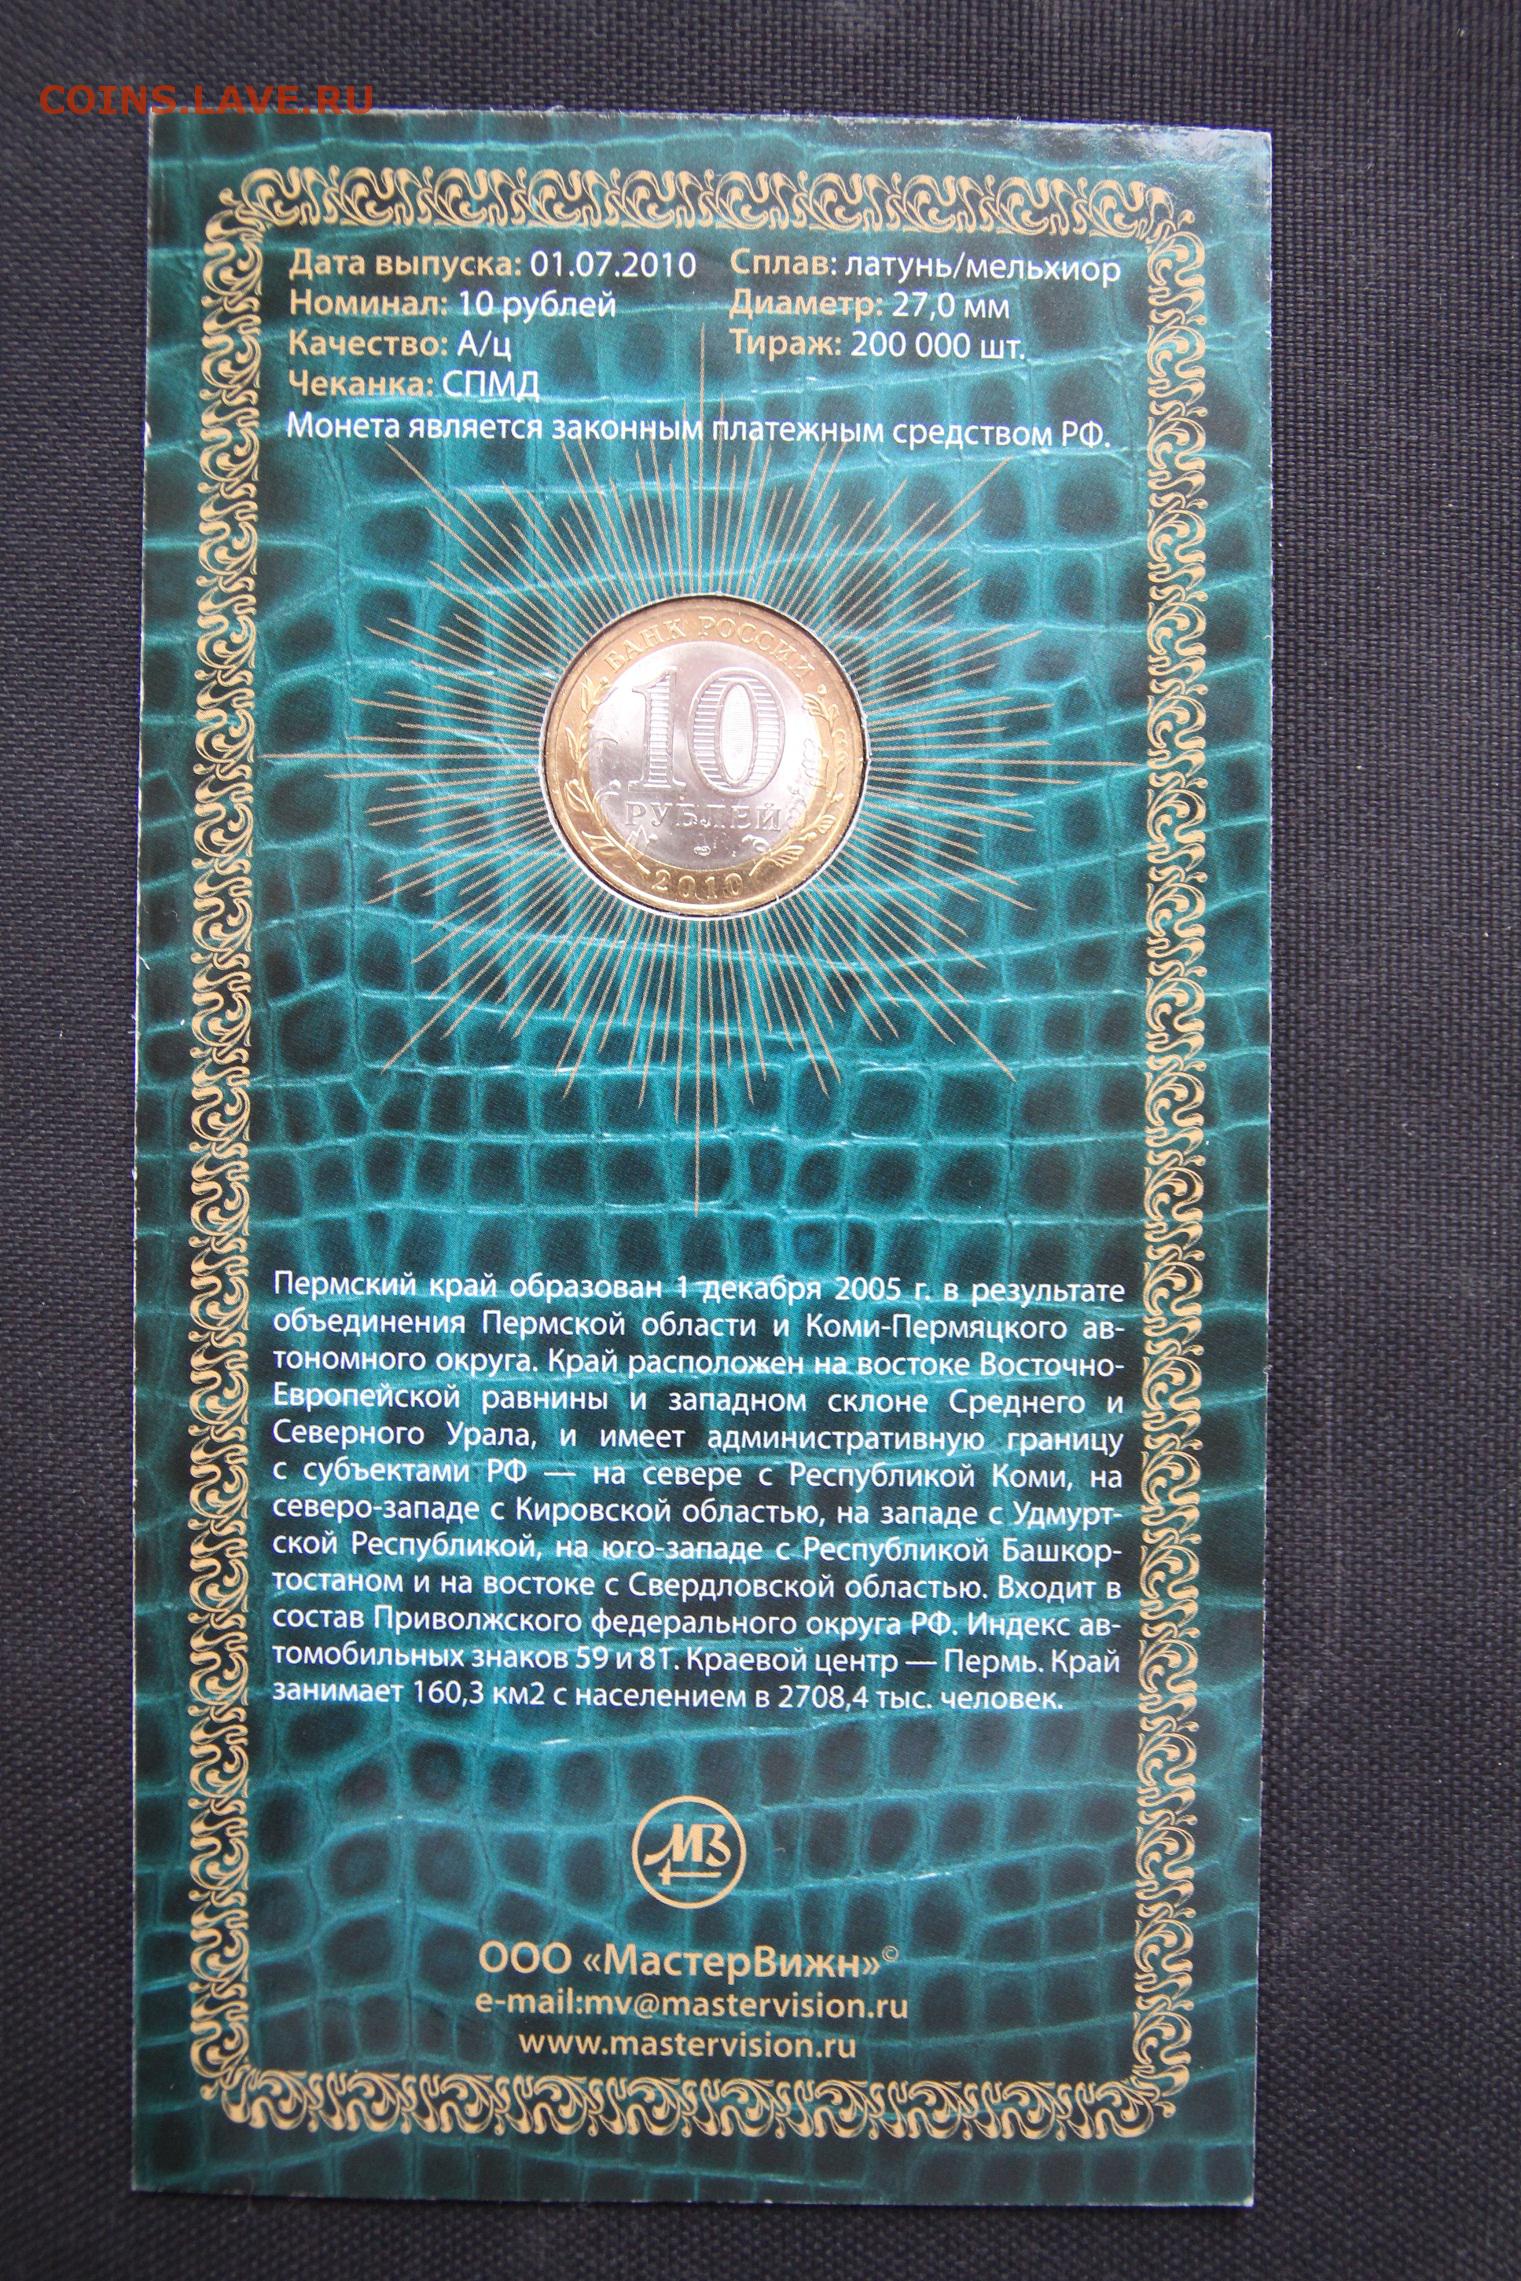 COINS.LAVE.RU
Дата выпуска: 01.07.2010
Номинал: 10 рублей
Качество: А/ц
Чеканка: СПМД
Сплав: латунь/мельхиор
Диаметр: 27,0 мм
Тираж: 200 000 шт.
Монета является законным платежным средством РФ.
БАНК РОССИИ
10
РУБЛЕЙ
2010
Пермский край образован 1 декабря 2005 г. в результате
объединения Пермской области и Коми-Пермяцкого ав-
тономного округа. Край расположен на востоке Восточно-
Европейской равнины и западном склоне Среднего и
Северного Урала, и имеет административную границу
с субъектами РФ — на севере с Республикой Коми, на
северо-западе с Кировской областью, на западе с Удмурт-
ской Республикой, на юго-западе с Республикой Башкор-
тостаном и на востоке с Свердловской областью. Входит в
состав Приволжского федерального округа РФ. Индекс ав-
томобильных знаков 59 и 81. Краевой центр — Пермь. Край
занимает 160,3 км2 с населением в 2708,4 тыс. человек.
МВ
ООО «МастерВижн»©
e-mail:mv@mastervision.ru
www.mastervision.ru